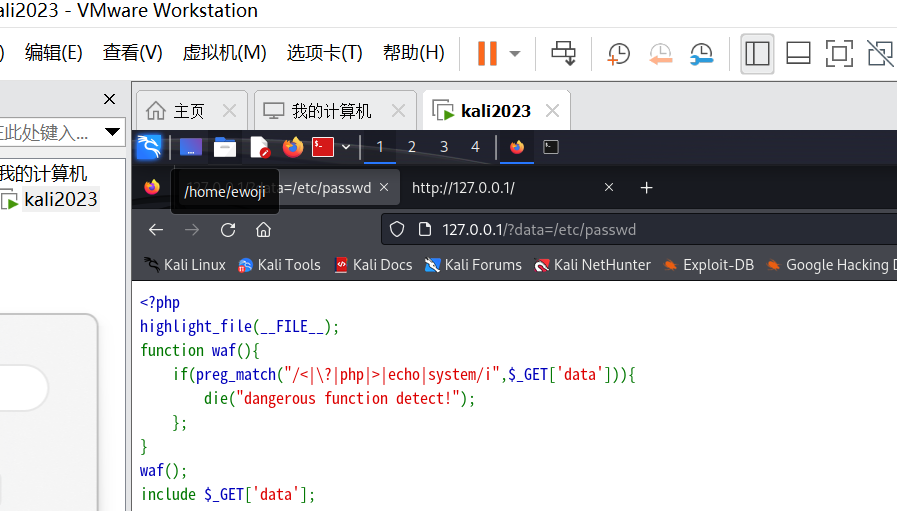 ali2023 - VMware Workstation
) 编辑(E) 查看(V) 虚拟机(M) 选项卡(T) 帮助(H)
主页 我的计算机 kali2023
在此处键入...
我的计算机
kali2023
1 2 3 4
/home/ewoji
data=/etc/passwd http://127.0.0.1/
127.0.0.1/?data=/etc/passwd
Kali Linux Kali Tools Kali Docs Kali Forums Kali NetHunter Exploit-DB Google Hacking D
<?php
highlight_file(__FILE__);
function waf(){
    if(preg_match("/<|\?|php|>|echo|system/i",$_GET['data'])){
        die("dangerous function detect!");
    };
}
waf();
include $_GET['data'];